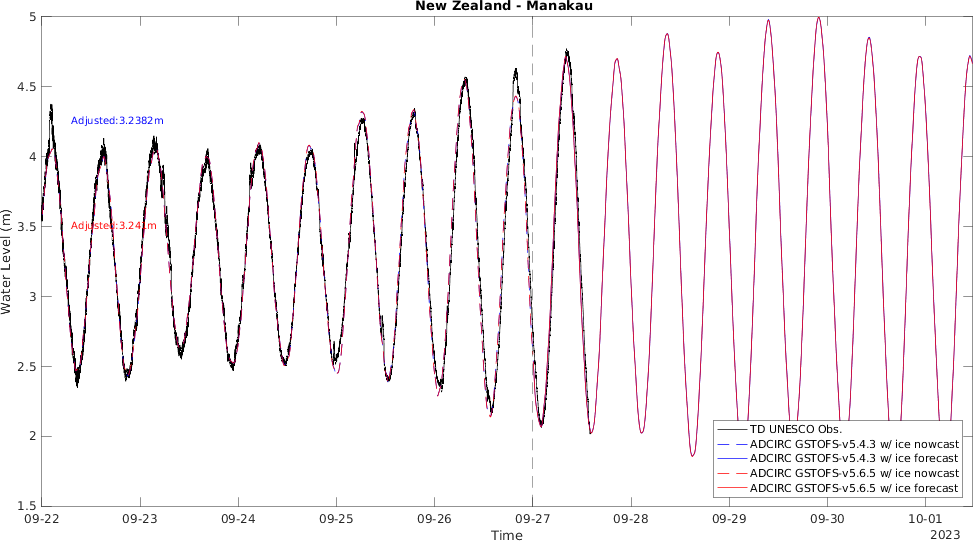 New Zealand - Manakau
Water Level (m)
5
4.5
4
3.5
3
2.5
2
1.5
Adjusted:3.2382m
Adjusted:3.241m
TD UNESCO Obs.
ADCIRC GSTOFS-v5.4.3 w/ ice nowcast
ADCIRC GSTOFS-v5.4.3 w/ ice forecast
ADCIRC GSTOFS-v5.6.5 w/ ice nowcast
ADCIRC GSTOFS-v5.6.5 w/ ice forecast
09-22 09-23 09-24 09-25 09-26 09-27 09-28 09-29 09-30 10-01
Time
2023